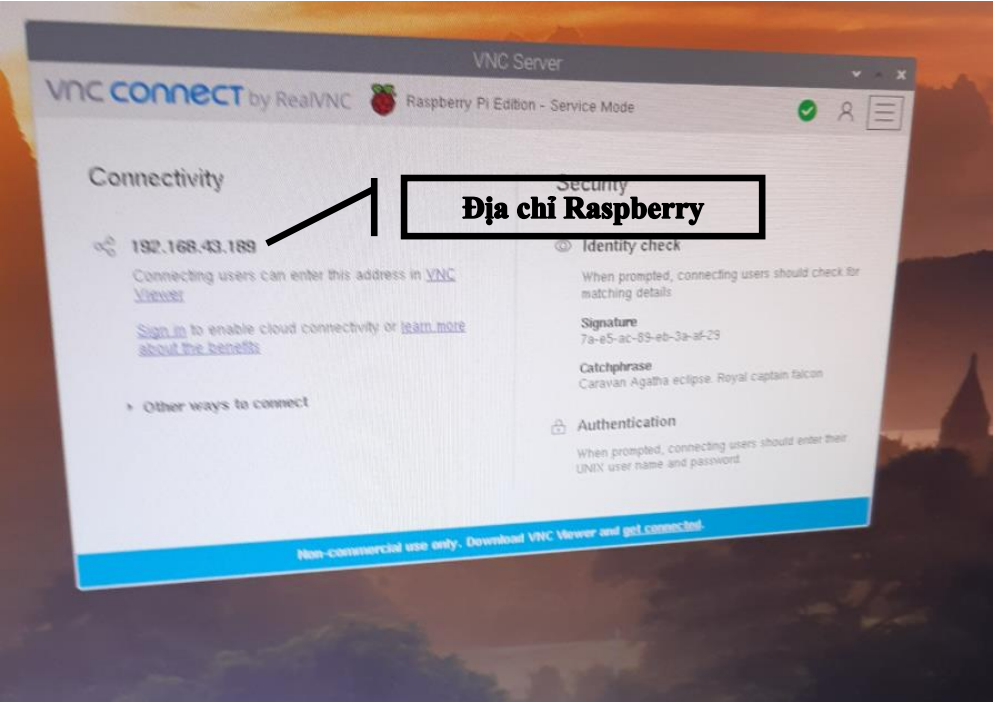 VNC Server
VNC CONNECT by RealVNC
Raspberry Pi Edition - Service Mode
Connectivity
192.168.43.189
Connecting users can enter this address in VNC
Viewer
Sign in to enable cloud connectivity or learn more
about the benefits
Other ways to connect
Địa chỉ Raspberry
Security
Identity check
When prompted, connecting users should check for
matching details
Signature
7a-e5-ac-89-eb-3a-af-29
Catchphrase
Caravan Agatha eclipse. Royal captain falcon
Authentication
When prompted, connecting users should enter their
UNIX user name and password
Non-commercial use only. Download VNC Viewer and get connected.